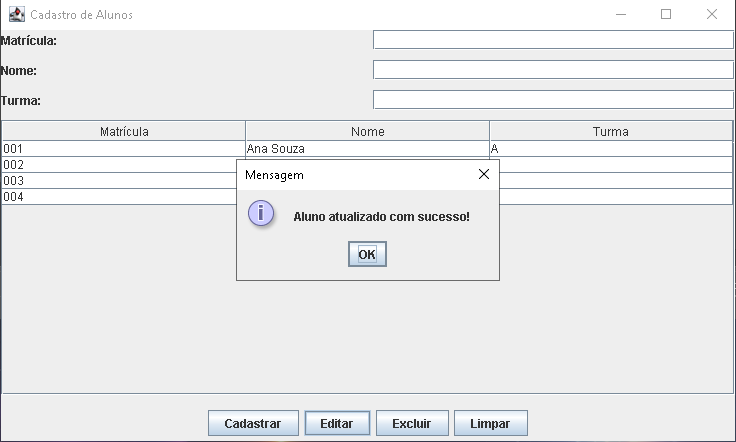 Cadastro de Alunos
Matrícula:
Nome:
Turma:
Matrícula Nome Turma
001 Ana Souza A
002
003
004
Mensagem
Aluno atualizado com sucesso!
OK
Cadastrar Editar Excluir Limpar